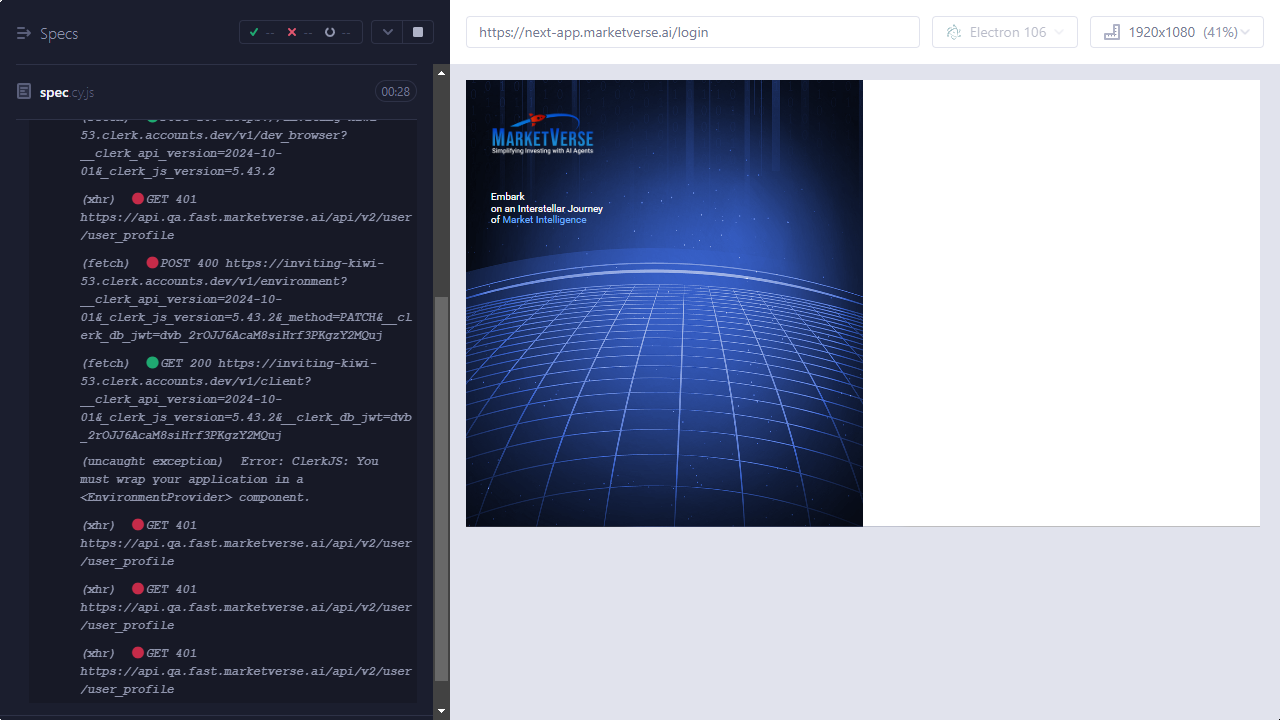 Specs
-- -- --
https://next-app.marketverse.ai/login
Electron 106
1920x1080 (41%)
spec.cy.js
00:28
53.clerk.accounts.dev/v1/dev_browser?
__clerk_api_version=2024-10-
01&_clerk_js_version=5.43.2
(xhr) GET 401
https://api.qa.fast.marketverse.ai/api/v2/user
/user_profile
(fetch) POST 400 https://inviting-kiwi-
53.clerk.accounts.dev/v1/environment?
__clerk_api_version=2024-10-
01&_clerk_js_version=5.43.2&_method=PATCH&__cl
erk_db_jwt=dvb_2rOJJ6AcaM8siHrf3PKgzY2MQuj
(fetch) GET 200 https://inviting-kiwi-
53.clerk.accounts.dev/v1/client?
__clerk_api_version=2024-10-
01&_clerk_js_version=5.43.2&__clerk_db_jwt=dvb
_2rOJJ6AcaM8siHrf3PKgzY2MQuj
(uncaught exception) Error: ClerkJS: You
must wrap your application in a
<EnvironmentProvider> component.
(xhr) GET 401
https://api.qa.fast.marketverse.ai/api/v2/user
/user_profile
(xhr) GET 401
https://api.qa.fast.marketverse.ai/api/v2/user
/user_profile
(xhr) GET 401
https://api.qa.fast.marketverse.ai/api/v2/user
/user_profile
MARKETVERSE
Simplifying Investing with AI Agents
Embark
on an Interstellar Journey
of Market Intelligence